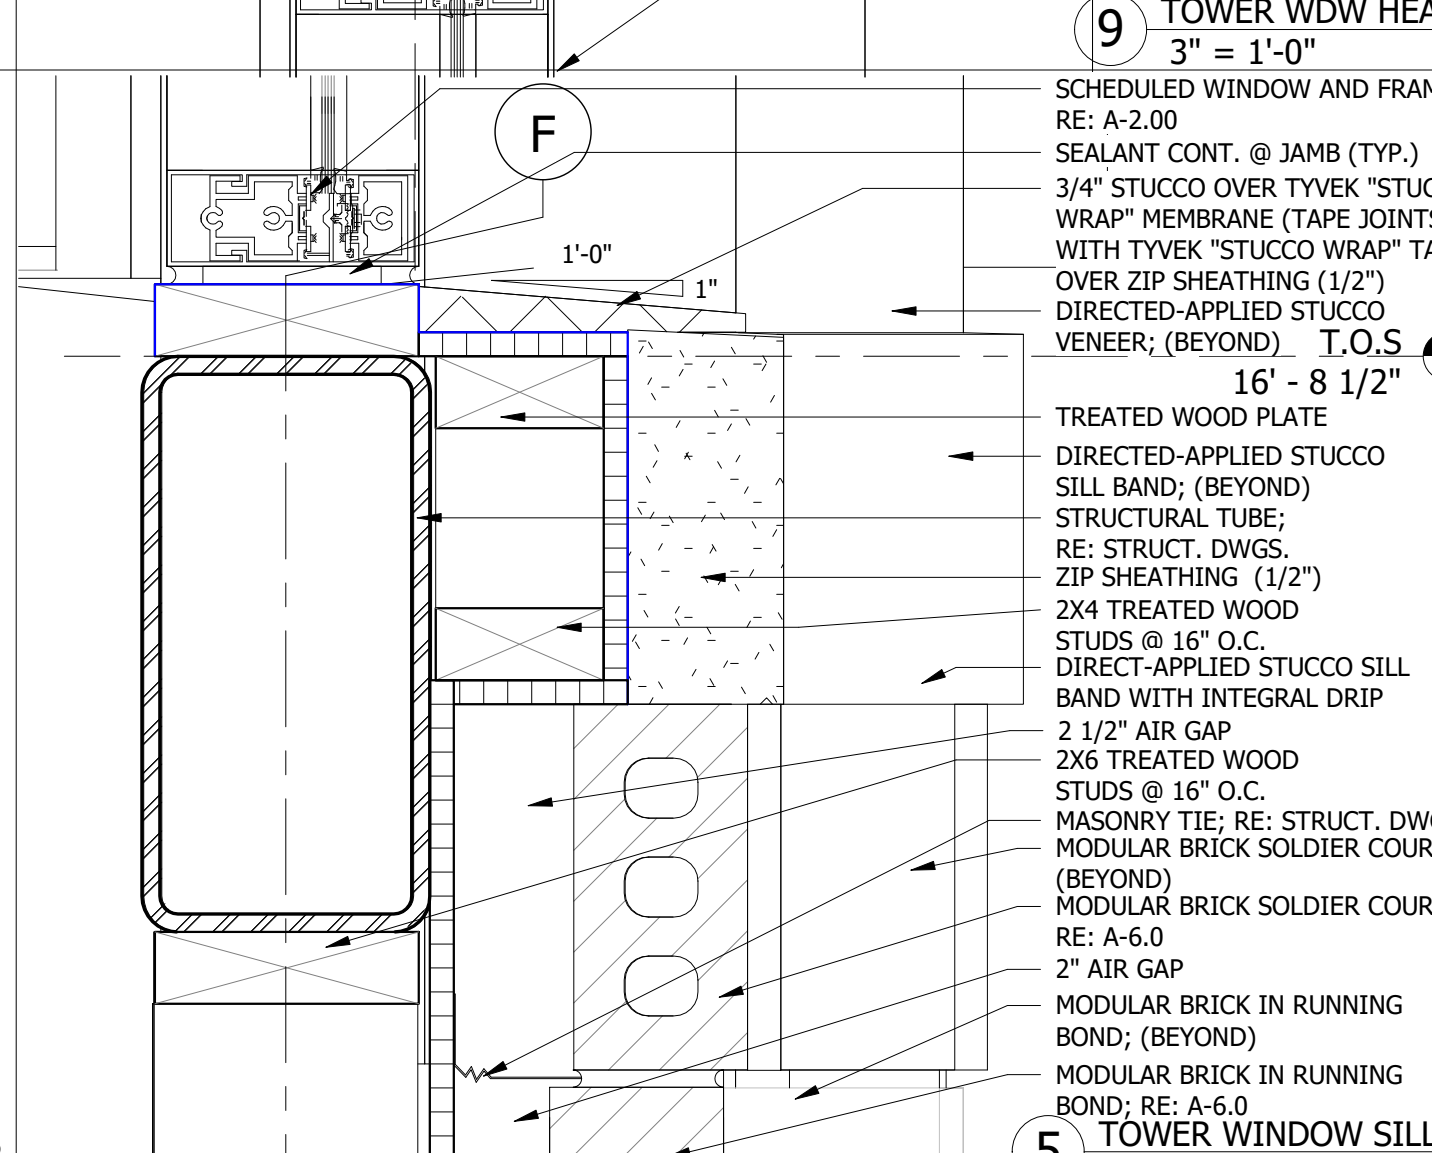 9
TOWER WDW HEA
3" = 1'-0"
SCHEDULED WINDOW AND FRAM
RE: A-2.00
F
SEALANT CONT. @ JAMB (TYP.)
3/4" STUCCO OVER TYVEK "STUC
WRAP" MEMBRANE (TAPE JOINTS
WITH TYVEK "STUCCO WRAP" TA
OVER ZIP SHEATHING (1/2")
1'-0"
1"
DIRECTED-APPLIED STUCCO
VENEER; (BEYOND)
T.O.S
16' - 8 1/2"
TREATED WOOD PLATE
DIRECTED-APPLIED STUCCO
SILL BAND; (BEYOND)
STRUCTURAL TUBE;
RE: STRUCT. DWGS.
ZIP SHEATHING (1/2")
2X4 TREATED WOOD
STUDS @ 16" O.C.
DIRECT-APPLIED STUCCO SILL
BAND WITH INTEGRAL DRIP
2 1/2" AIR GAP
2X6 TREATED WOOD
STUDS @ 16" O.C.
MASONRY TIE; RE: STRUCT. DWG
MODULAR BRICK SOLDIER COUR
(BEYOND)
MODULAR BRICK SOLDIER COUR
RE: A-6.0
2" AIR GAP
MODULAR BRICK IN RUNNING
BOND; (BEYOND)
MODULAR BRICK IN RUNNING
BOND; RE: A-6.0
5
TOWER WINDOW SILL